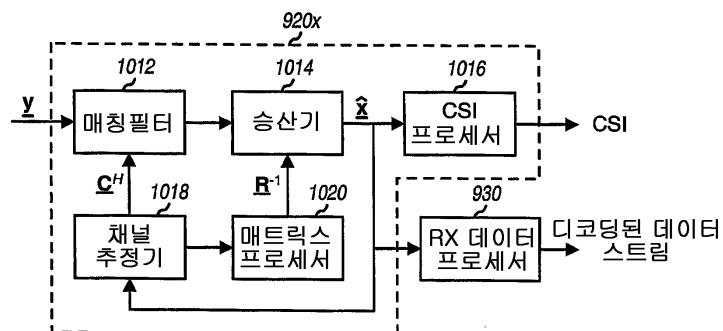 920x
1012
1014
1016
y
매칭필터
승산기
x̂
CSI
프로세서
CSI
C^H
R^-1
1018
1020
930
채널
추정기
매트릭스
프로세서
RX 데이터
프로세서
디코딩된 데이터
스트림